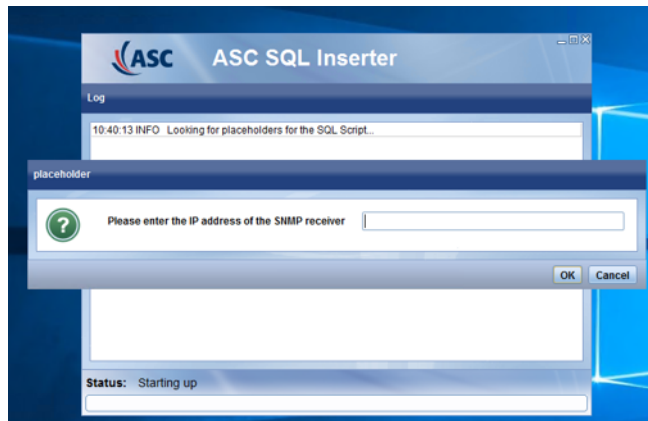 ASC ASC SQL Inserter
Log
10:40:13 INFO Looking for placeholders for the SQL Script...
placeholder
Please enter the IP address of the SNMP receiver
OK Cancel
Status: Starting up